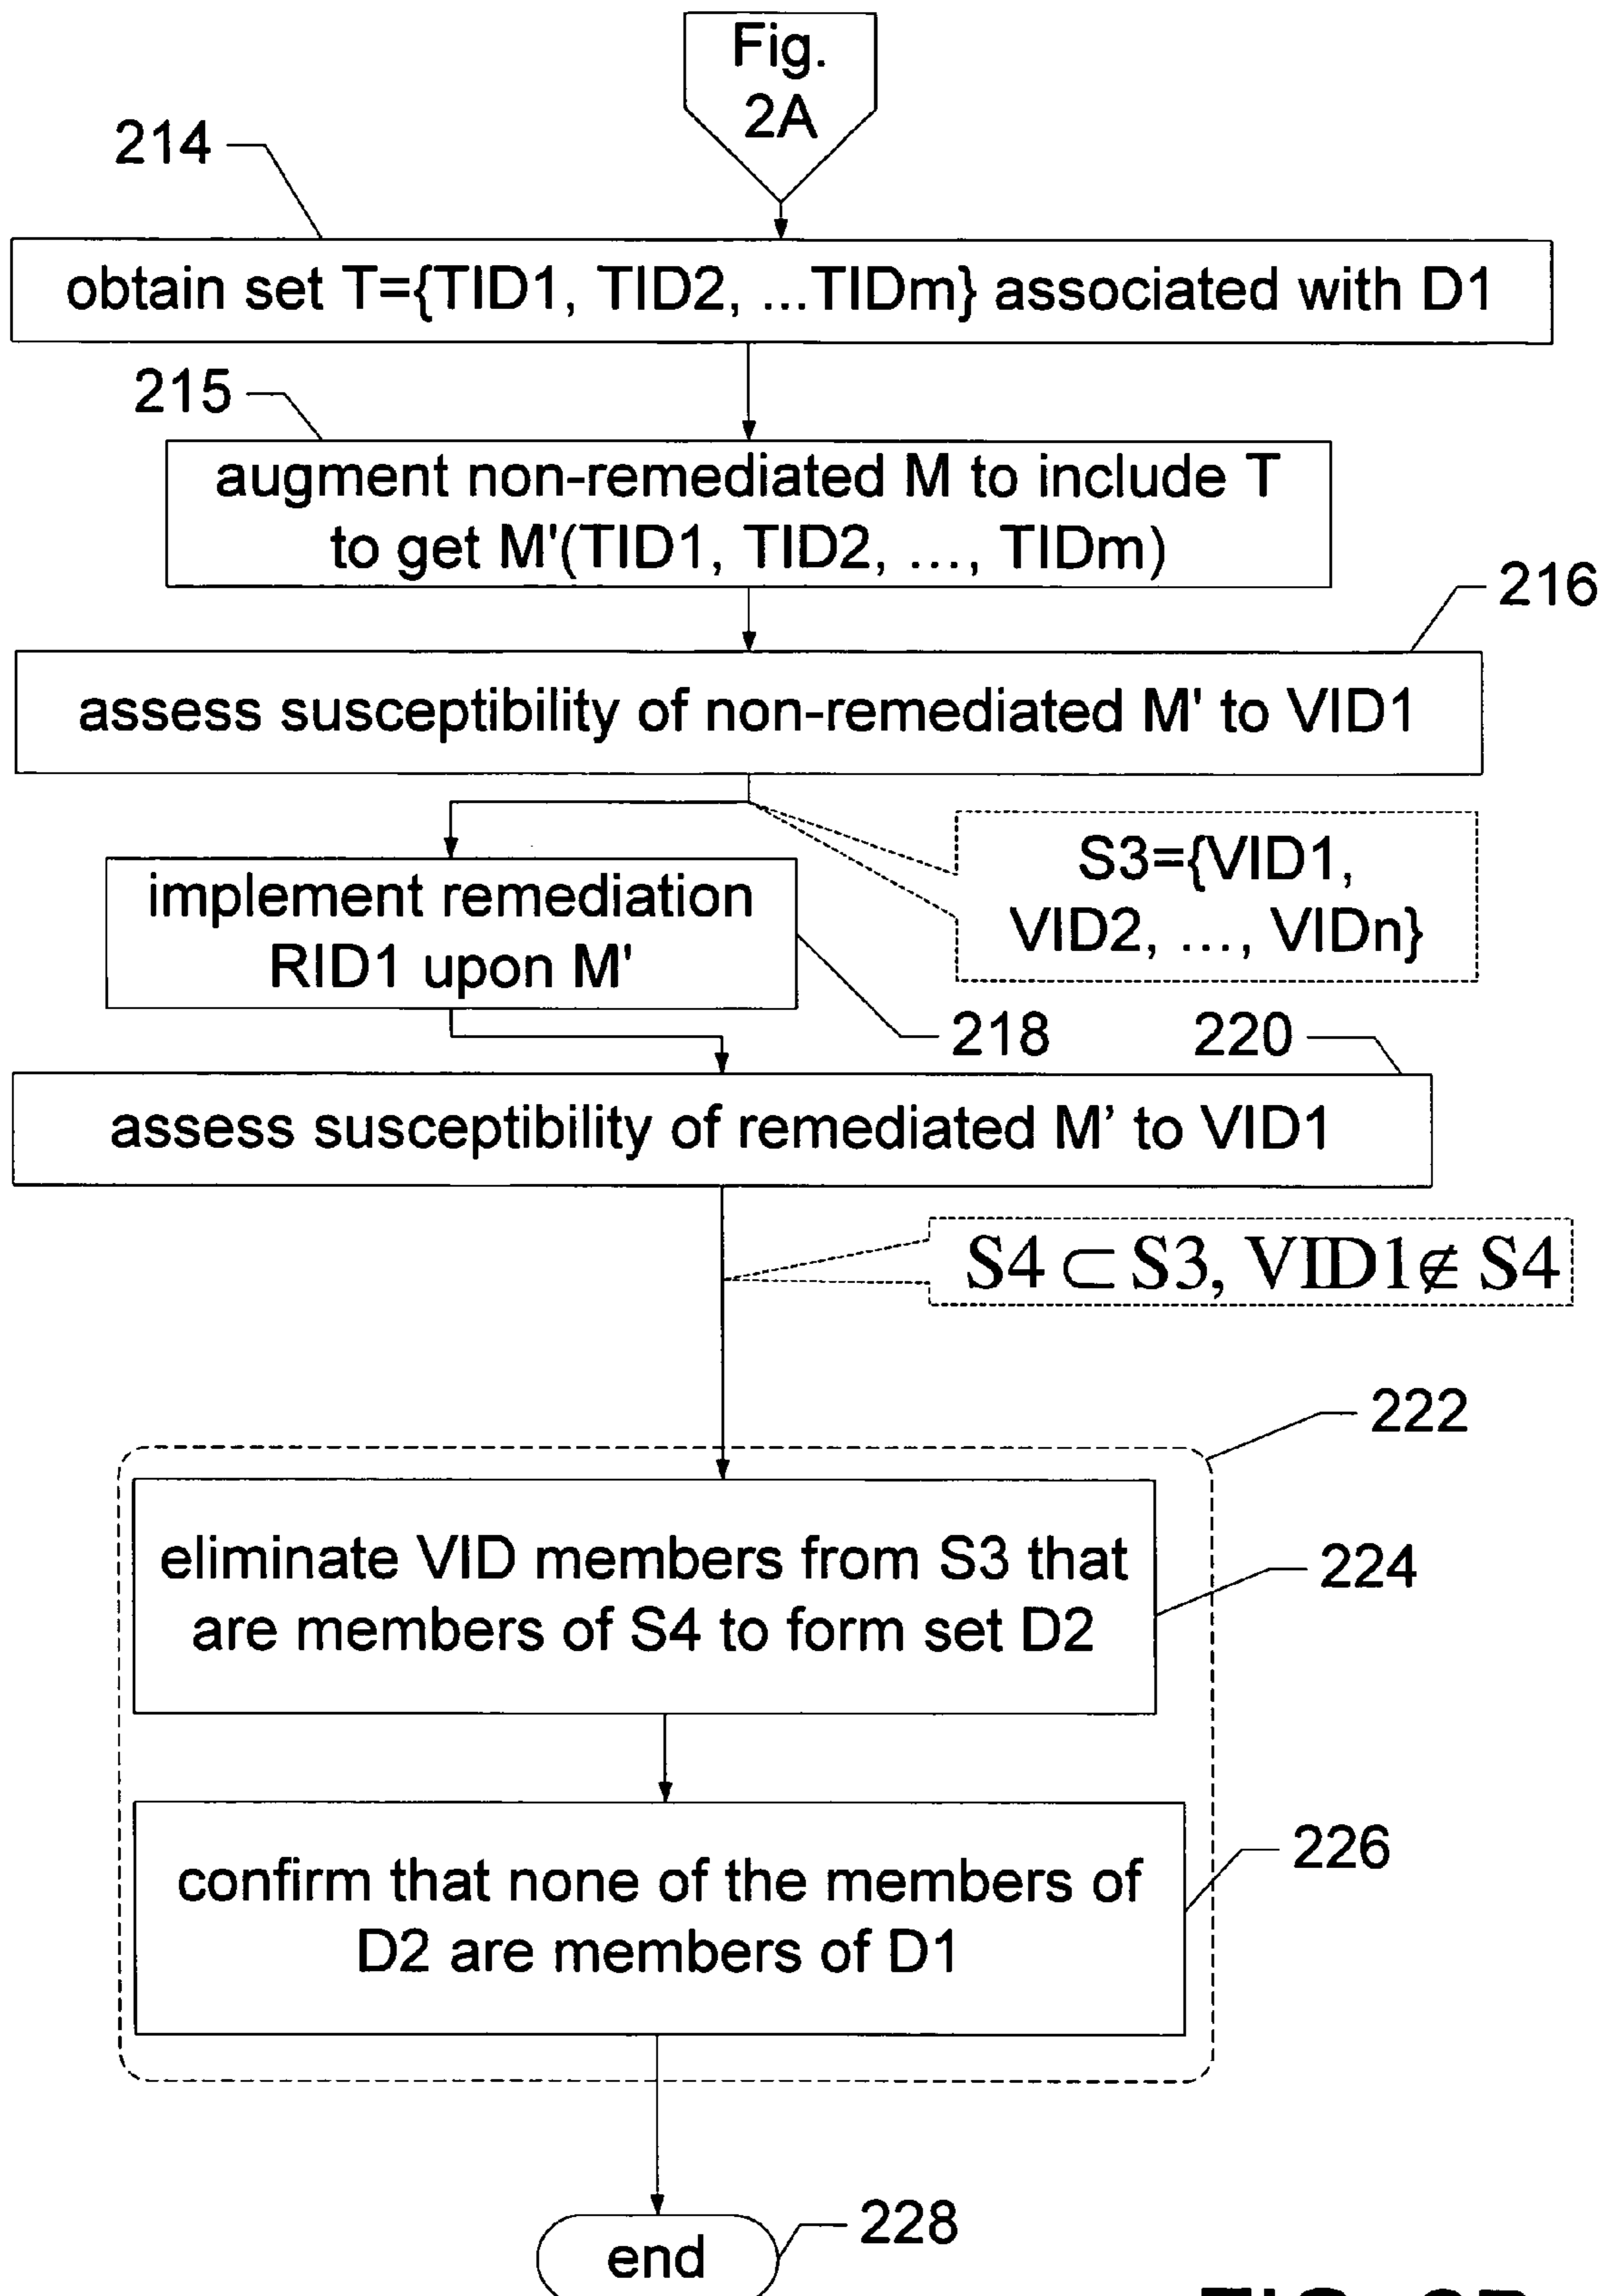 Fig.
2A
214
obtain set T={TID1, TID2, ...TIDm} associated with D1
215
augment non-remediated M to include T
to get M'(TID1, TID2, ..., TIDm)
216
assess susceptibility of non-remediated M' to VID1
S3={VID1,
VID2, ..., VIDn}
implement remediation
RID1 upon M'
218
220
assess susceptibility of remediated M’ to VID1
S4 ⊂ S3, VID1∉ S4
222
eliminate VID members from S3 that
are members of S4 to form set D2
224
confirm that none of the members of
D2 are members of D1
226
228
end